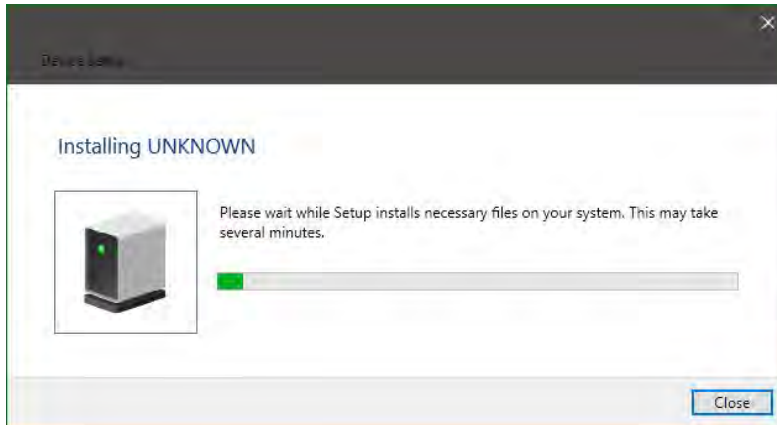 Device Setup
Installing UNKNOWN
Please wait while Setup installs necessary files on your system. This may take
several minutes.
Close